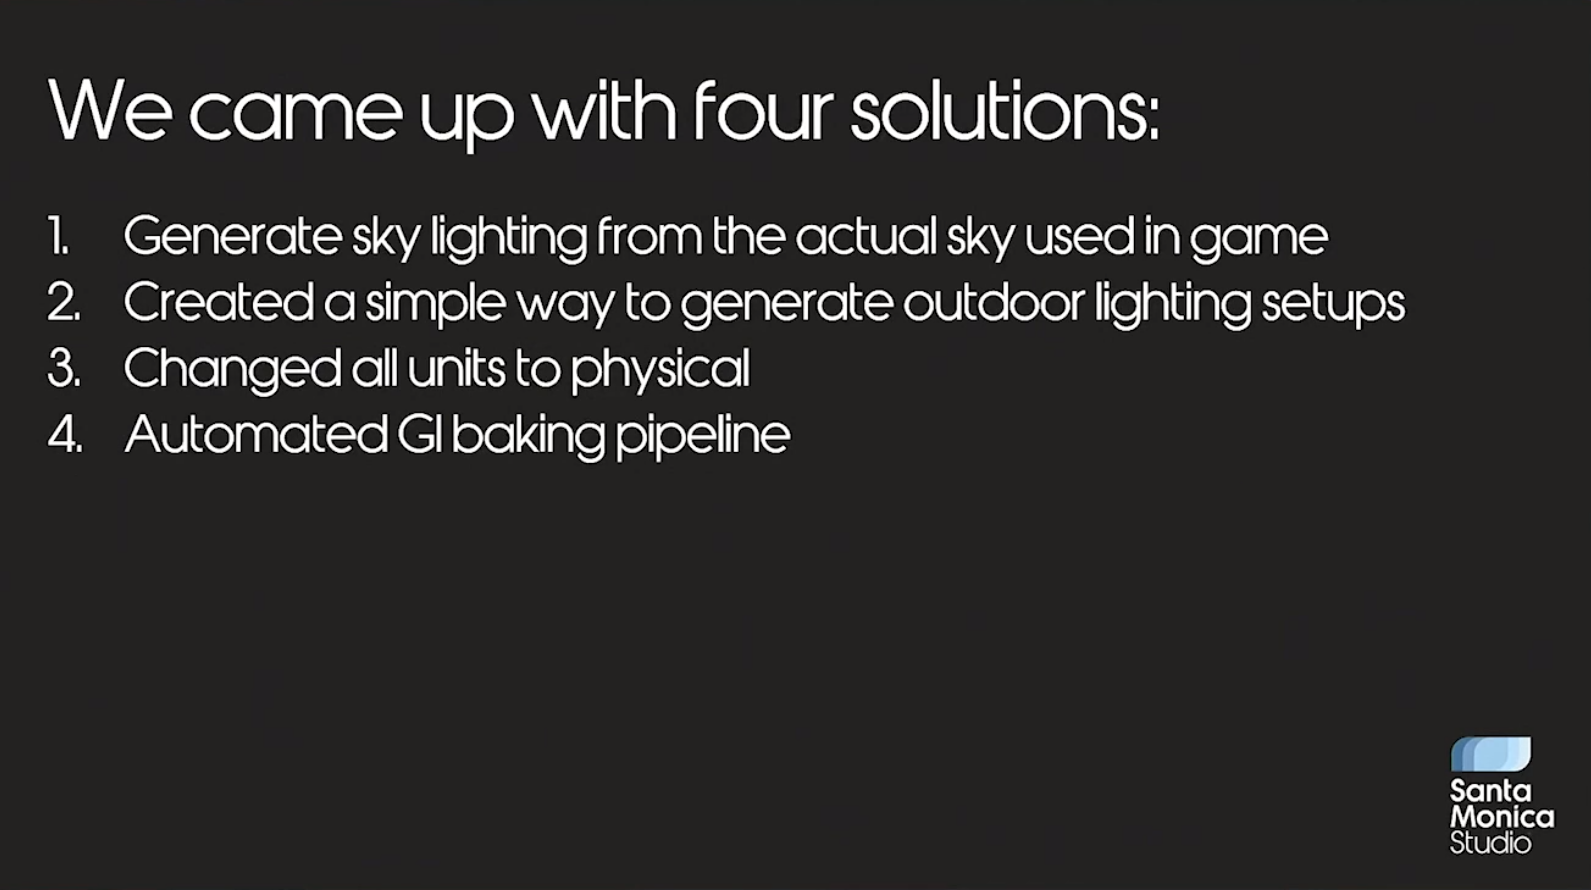 We came up with four solutions:
1. Generate sky lighting from the actual sky used in game
2. Created a simple way to generate outdoor lighting setups
3. Changed all units to physical
4. Automated GI baking pipeline
Santa
Monica
Studio